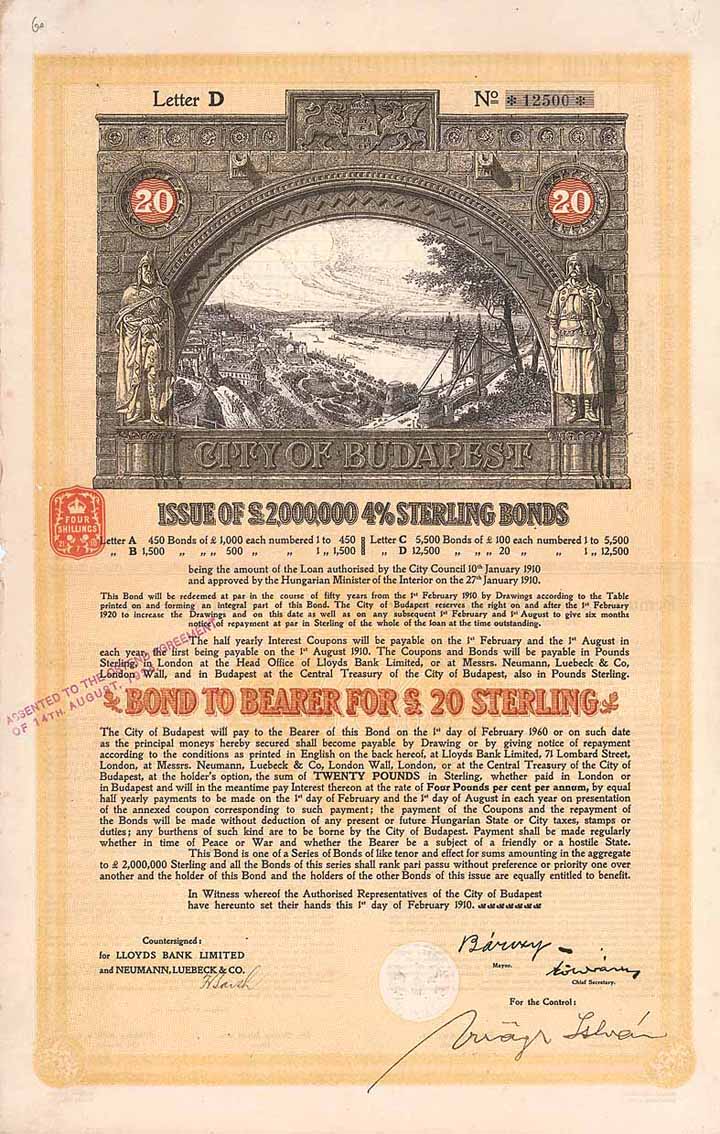 Letter D
Nº * 12500 *
20
20
CITY OF BUDAPEST
ISSUE OF £2,000,000 4% STERLING BONDS
FOUR
SHILLINGS
Letter A 450 Bonds of £ 1,000 each numbered 1 to 450
„ B 1,500 „ „ „ 500 „ „ 1 „ 1,500
Letter C 5,500 Bonds of £ 100 each numbered 1 to 5,500
„ D 12,500 „ „ „ 20 „ „ 1 „ 12,500
being the amount of the Loan authorised by the City Council 10th January 1910
and approved by the Hungarian Minister of the Interior on the 27th January 1910.
This Bond will be redeemed at par in the course of fifty years from the 1st February 1910 by Drawings according to the Table
printed on and forming an integral part of this Bond. The City of Budapest reserves the right on and after the 1st February
1920 to increase the Drawings and on this date as well as on any subsequent 1st February and 1st August to give six months
notice of repayment at par in Sterling of the whole of the loan at the time outstanding.
The half yearly Interest Coupons will be payable on the 1st February and the 1st August in
each year, the first being payable on the 1st August 1910. The Coupons and Bonds will be payable in Pounds
Sterling, in London at the Head Office of Lloyds Bank Limited, or at Messrs. Neumann, Luebeck & Co,
London Wall, and in Budapest at the Central Treasury of the City of Budapest, also in Pounds Sterling.
ASSENTED TO THE AGREEMENT
OF 14TH. AUGUST,
BOND TO BEARER FOR £ 20 STERLING
The City of Budapest will pay to the Bearer of this Bond on the 1st day of February 1960 or on such date
as the principal moneys hereby secured shall become payable by Drawing or by giving notice of repayment
according to the conditions as printed in English on the back hereof, at Lloyds Bank Limited, 71 Lombard Street,
London, at Messrs. Neumann, Luebeck & Co, London Wall, London, or at the Central Treasury of the City of
Budapest, at the holder's option, the sum of TWENTY POUNDS in Sterling, whether paid in London or
in Budapest and will in the meantime pay Interest thereon at the rate of Four Pounds per cent per annum, by equal
half yearly payments to be made on the 1st day of February and the 1st day of August in each year on presentation
of the annexed coupon corresponding to such payment; the payment of the Coupons and the repayment of
the Bonds will be made without deduction of any present or future Hungarian State or City taxes, stamps or
duties; any burthens of such kind are to be borne by the City of Budapest. Payment shall be made regularly
whether in time of Peace or War and whether the Bearer be a subject of a friendly or a hostile State.
This Bond is one of a Series of Bonds of like tenor and effect for sums amounting in the aggregate
to £ 2,000,000 Sterling and all the Bonds of this series shall rank pari passu without preference or priority one over
another and the holder of this Bond and the holders of the other Bonds of this issue are equally entitled to benefit.
In Witness whereof the Authorised Representatives of the City of Budapest
have hereunto set their hands this 1st day of February 1910.
Countersigned:
for LLOYDS BANK LIMITED
and NEUMANN, LUEBECK & CO.
Bárczy
Mayor.
Chief Secretary.
For the Control:
István